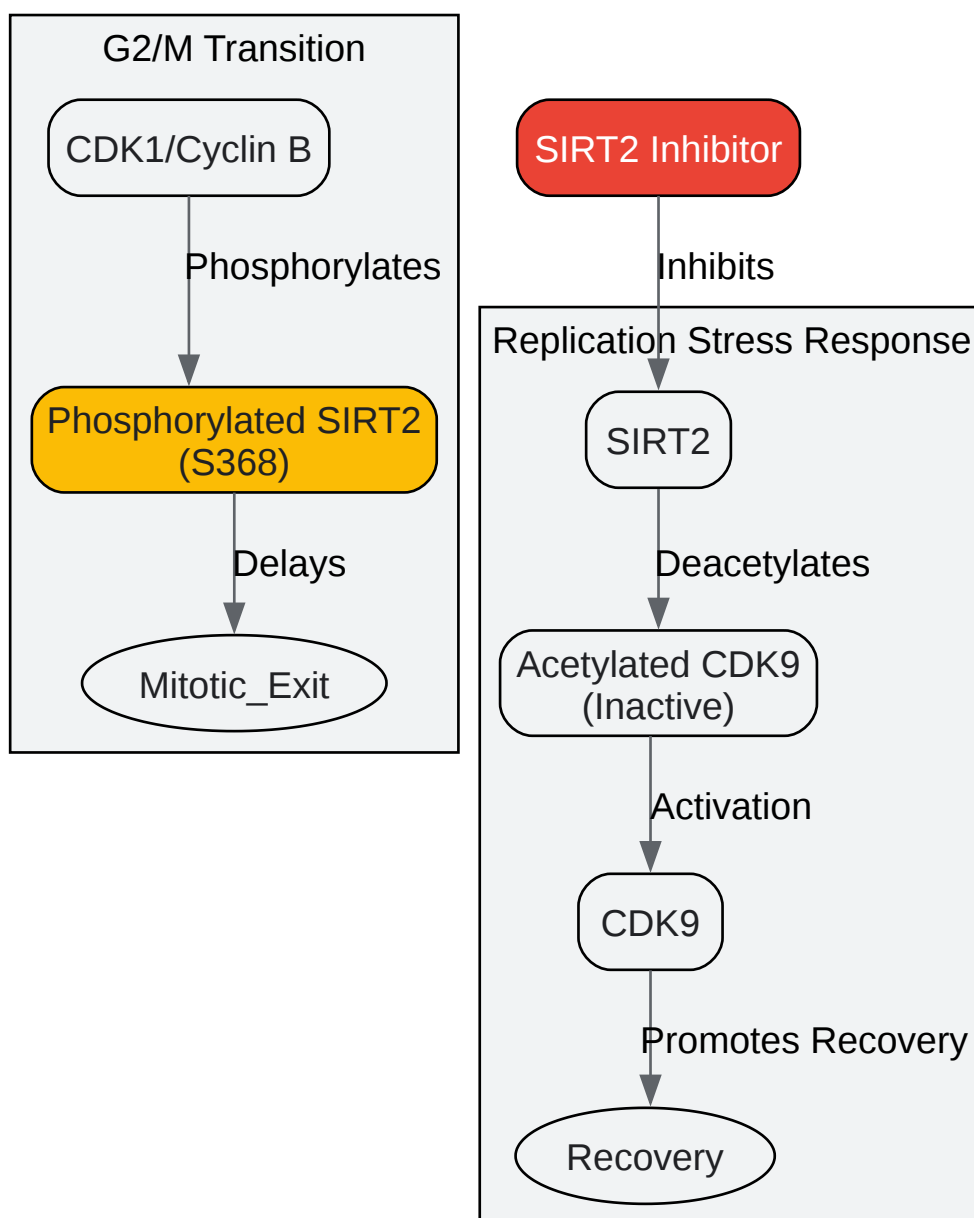 G2/M Transition
CDK1/Cyclin B
Phosphorylates
Phosphorylated SIRT2
(S368)
Delays
Mitotic_Exit
SIRT2 Inhibitor
Inhibits
Replication Stress Response
SIRT2
Deacetylates
Acetylated CDK9
(Inactive)
Activation
CDK9
Promotes Recovery
Recovery